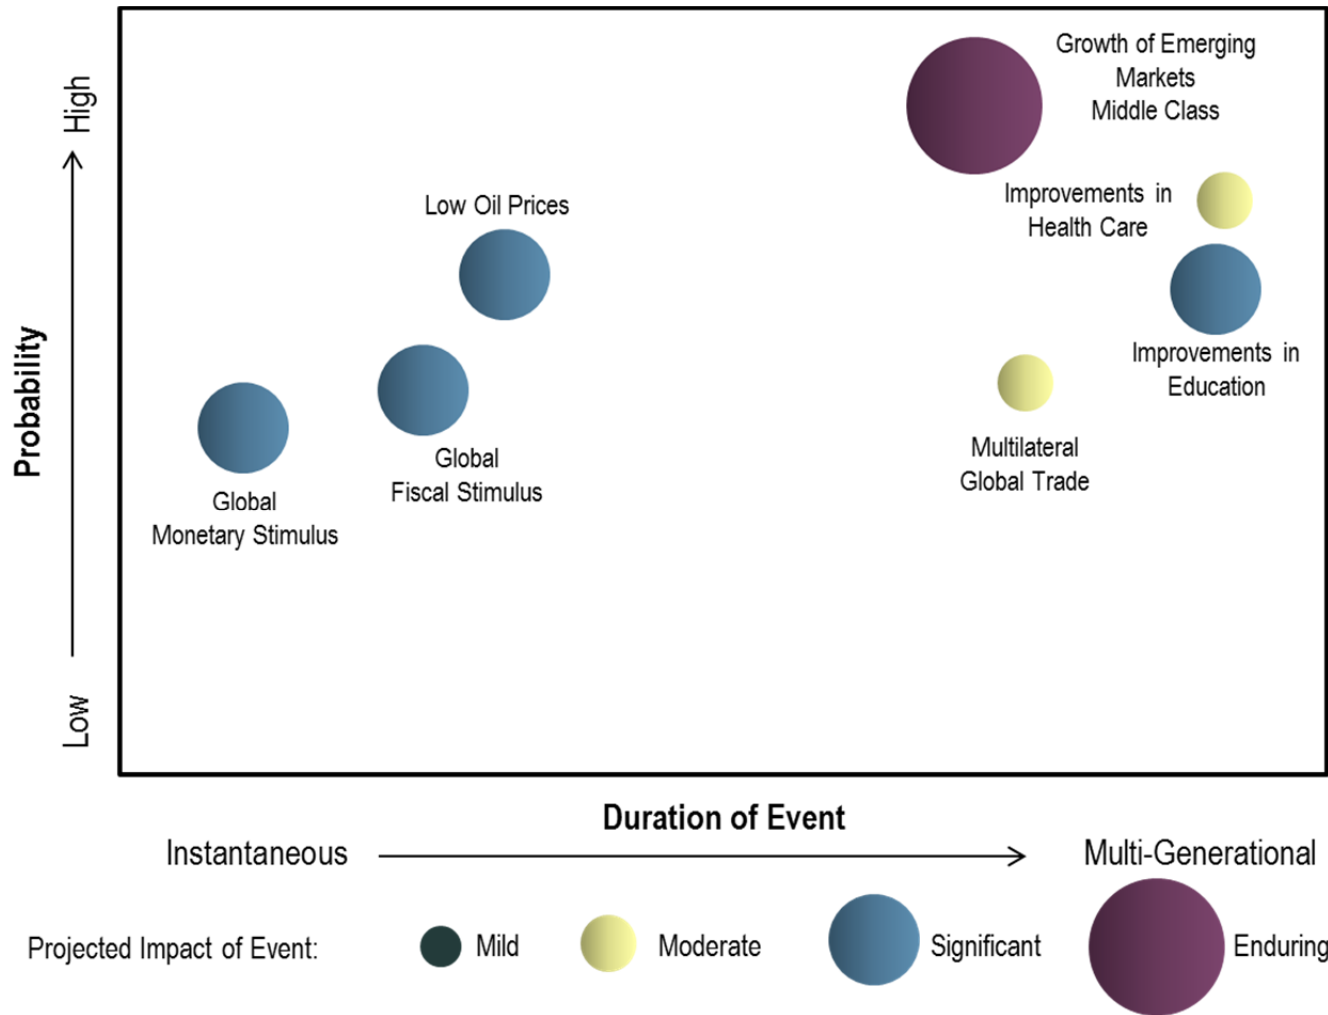 Growth of Emerging
Markets
Middle Class
High
Improvements in
Health Care
Low Oil Prices
Probability
Improvements in
Education
Multilateral
Global Trade
Global
Fiscal Stimulus
Global
Monetary Stimulus
Low
Duration of Event
Instantaneous
Multi-Generational
Projected Impact of Event:
Mild
Moderate
Significant
Enduring